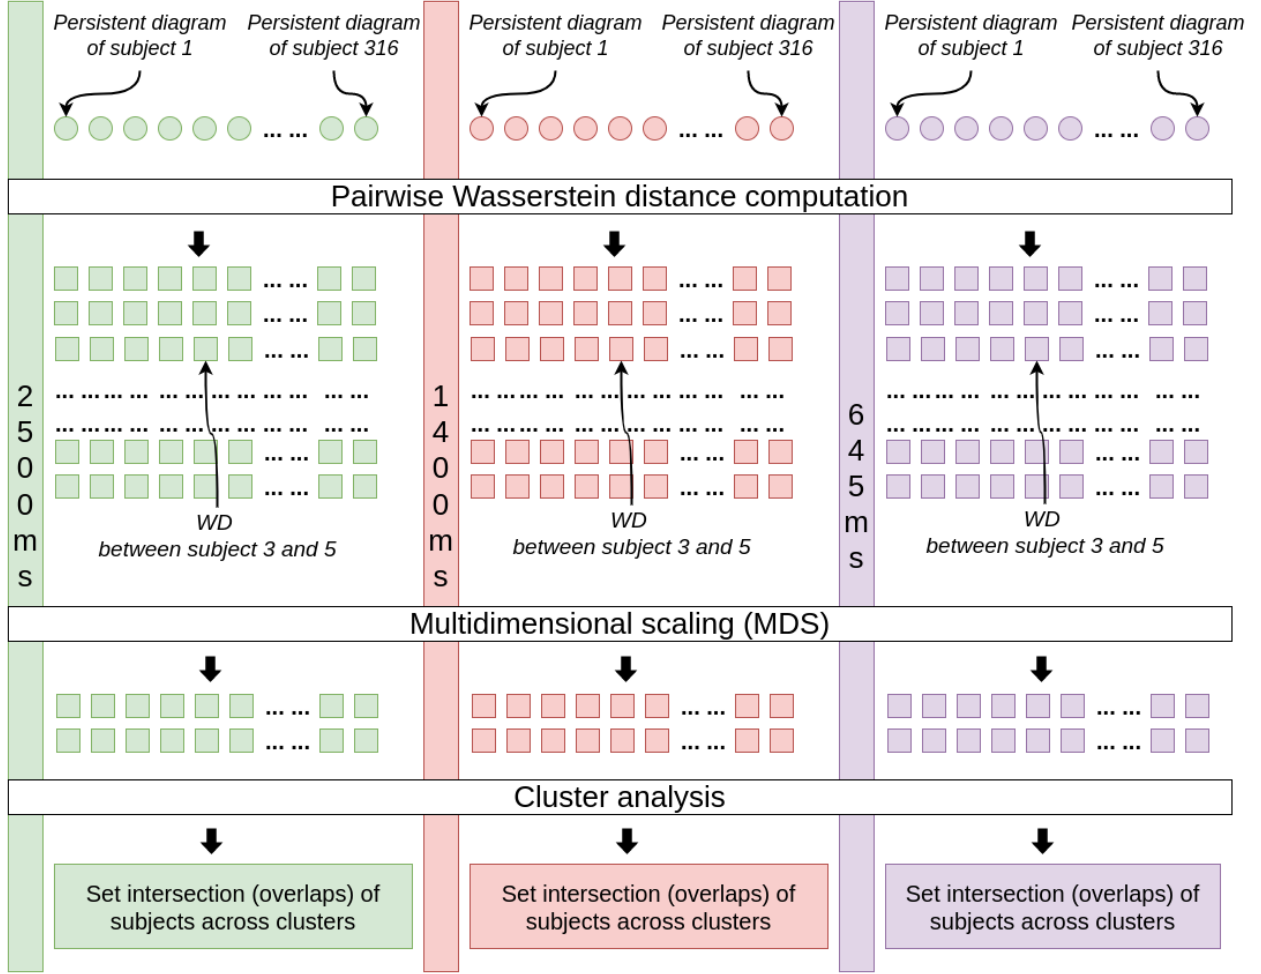 Persistent diagram of subject 1
Persistent diagram of subject 316
Persistent diagram of subject 1
Persistent diagram of subject 316
Persistent diagram of subject 1
Persistent diagram of subject 316
... ...
... ...
... ...
Pairwise Wasserstein distance computation
2500ms
1400ms
645ms
WD
between subject 3 and 5
WD
between subject 3 and 5
WD
between subject 3 and 5
Multidimensional scaling (MDS)
Cluster analysis
Set intersection (overlaps) of
subjects across clusters
Set intersection (overlaps) of
subjects across clusters
Set intersection (overlaps) of
subjects across clusters